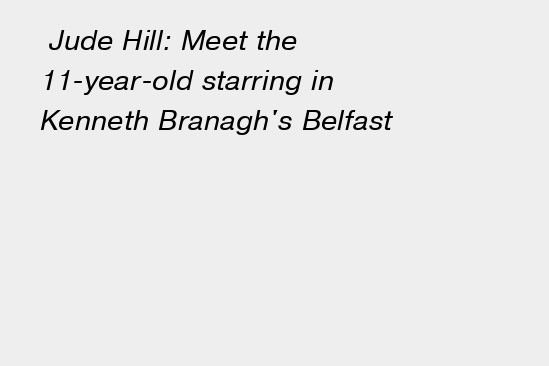 Jude Hill: Meet the
11-year-old starring in
Kenneth Branagh's Belfast